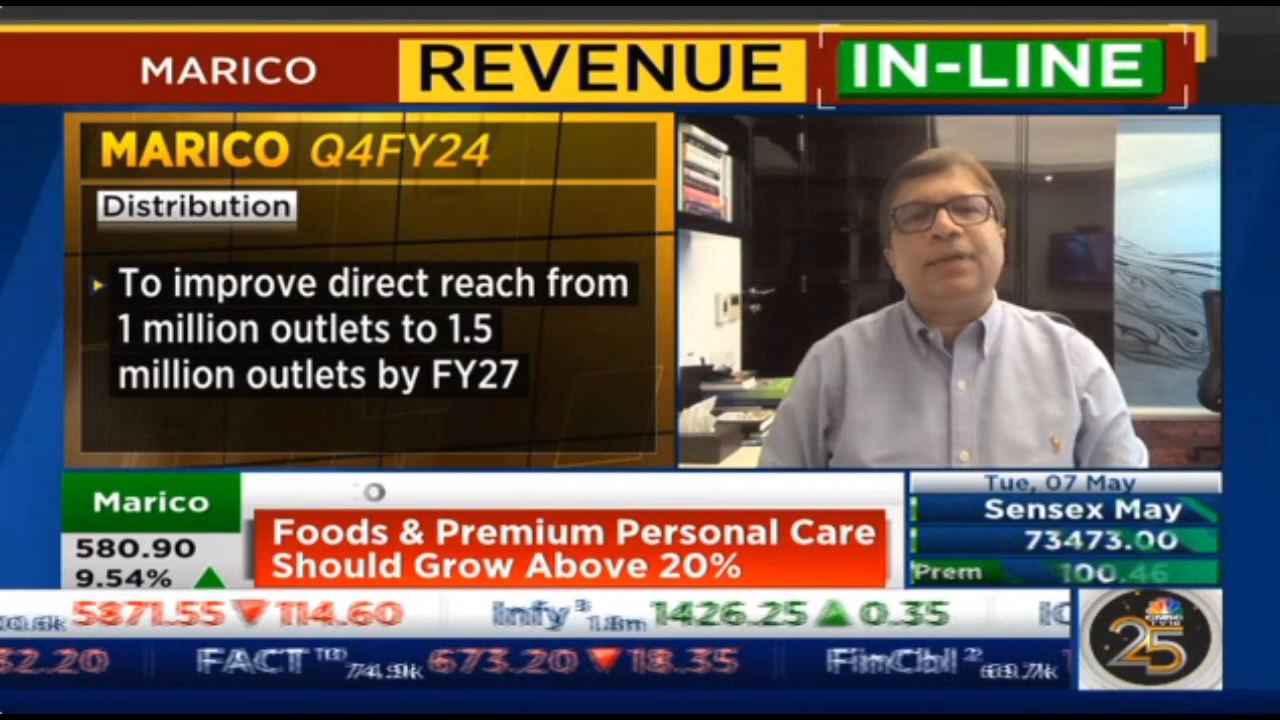 MARICO REVENUE IN-LINE
MARICO Q4FY24
Distribution
To improve direct reach from
1 million outlets to 1.5
million outlets by FY27
Marico
580.90
9.54%
Foods & Premium Personal Care
Should Grow Above 20%
Tue, 07 May
Sensex May
73473.00
Prem 100.46
5871.55 114.60 Infy 1.8m 1426.25 0.35
32.20 FACT 673.20 18.35 FinCbl
25